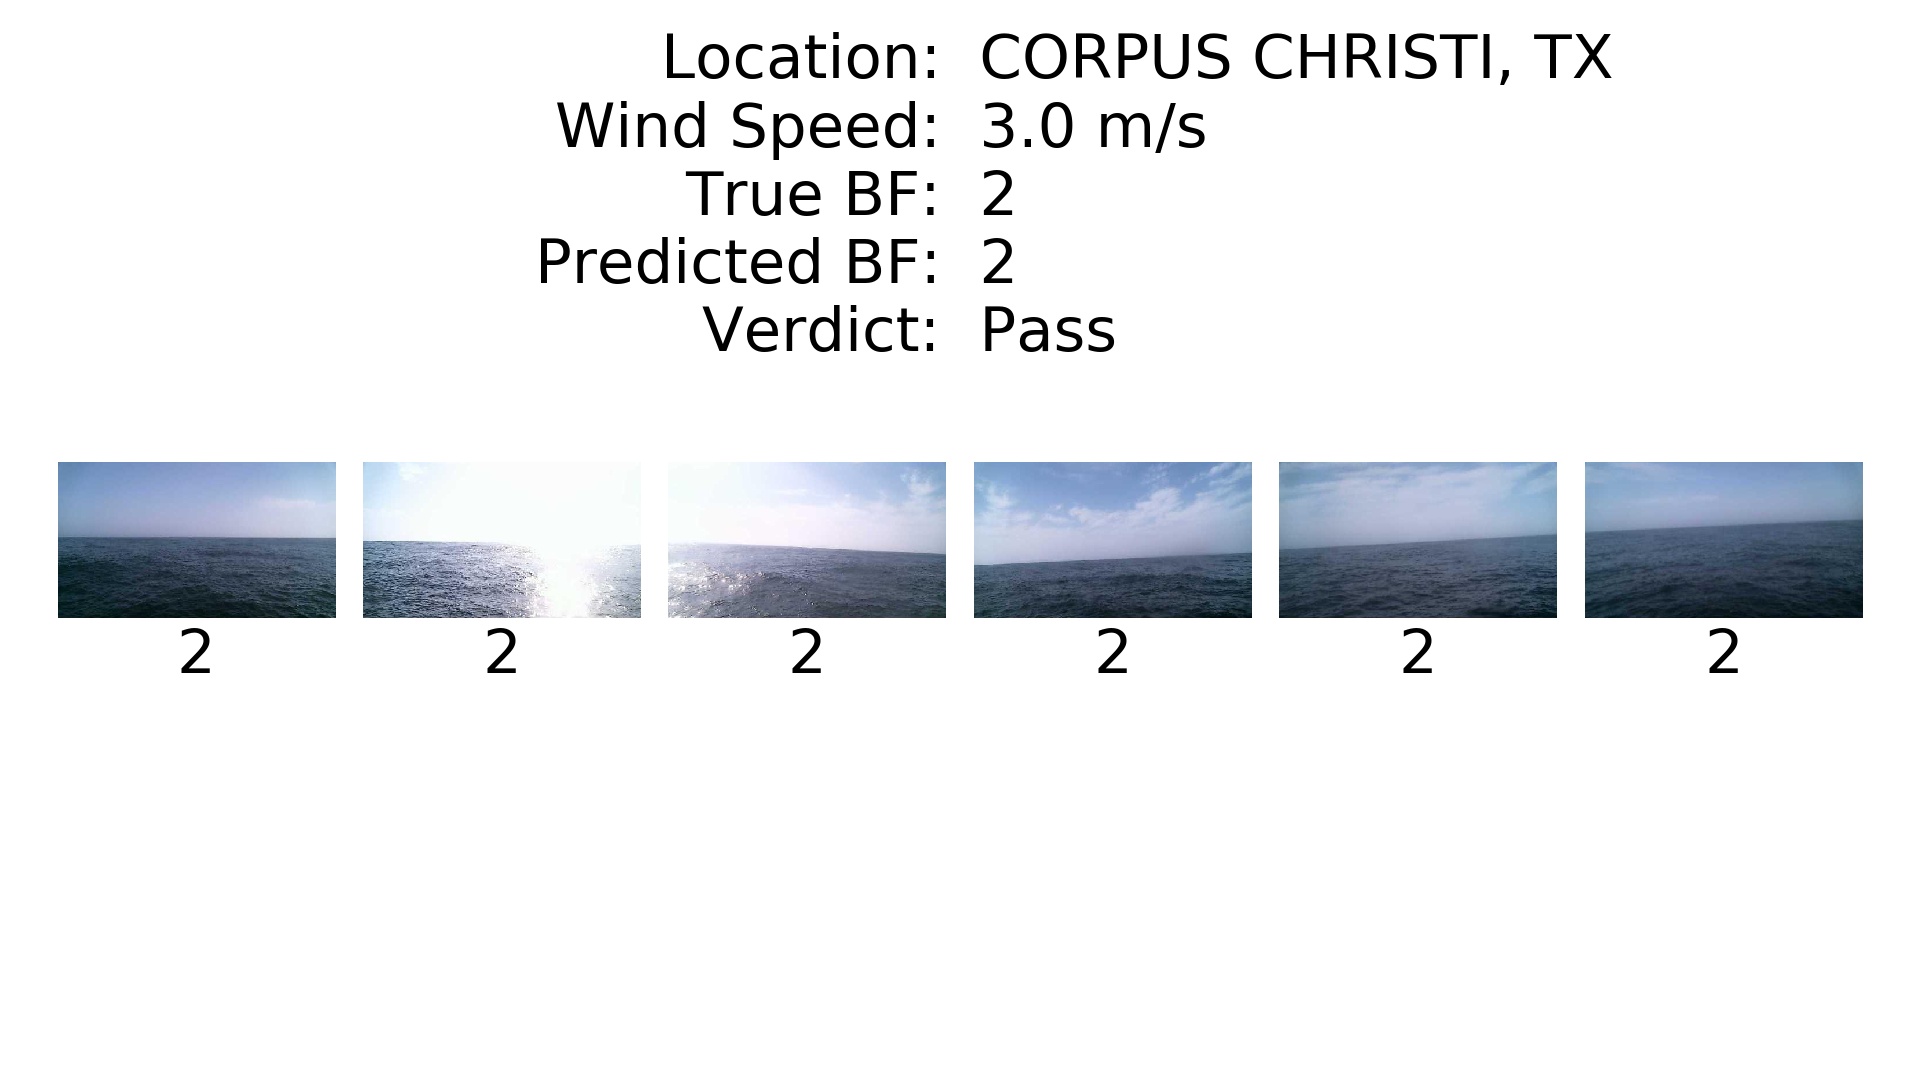 Location: CORPUS CHRISTI, TX
Wind Speed: 3.0 m/s
True BF: 2
Predicted BF: 2
Verdict: Pass
2 2 2 2 2 2